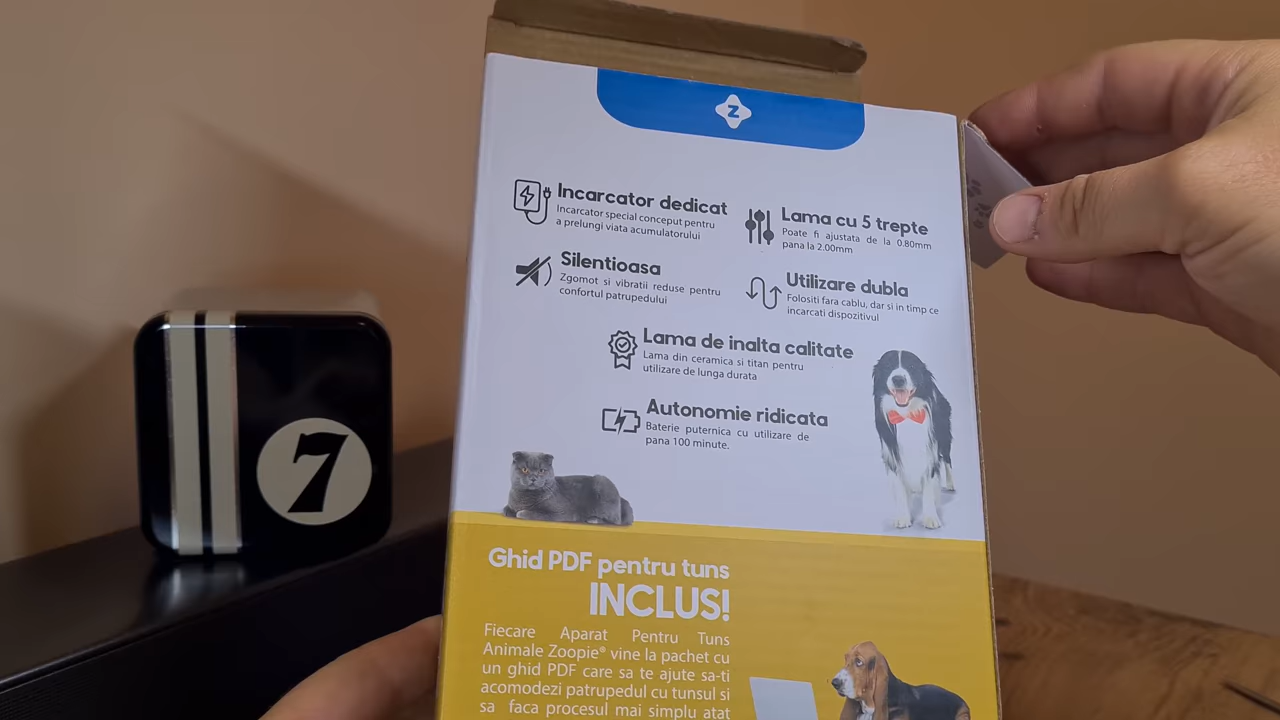 Z
Incarcator dedicat
Incarcator special conceput pentru
a prelungi viata acumulatorului
Lama cu 5 trepte
Poate fi ajustata de la 0.80mm
pana la 2.00mm
Silentioasa
Zgomot si vibratii reduse pentru
confortul patrupedului
Utilizare dubla
Folositi fara cablu, dar si in timp ce
incarcati dispozitivul
Lama de inalta calitate
Lama din ceramica si titan pentru
utilizare de lunga durata
Autonomie ridicata
Baterie puternica cu utilizare de
pana 100 minute.
7
Ghid PDF pentru tuns
INCLUS!
Fiecare Aparat Pentru Tuns
Animale Zoopie® vine la pachet cu
un ghid PDF care sa te ajute sa-ti
acomodezi patrupedul cu tunsul si
sa faca procesul mai simplu atat